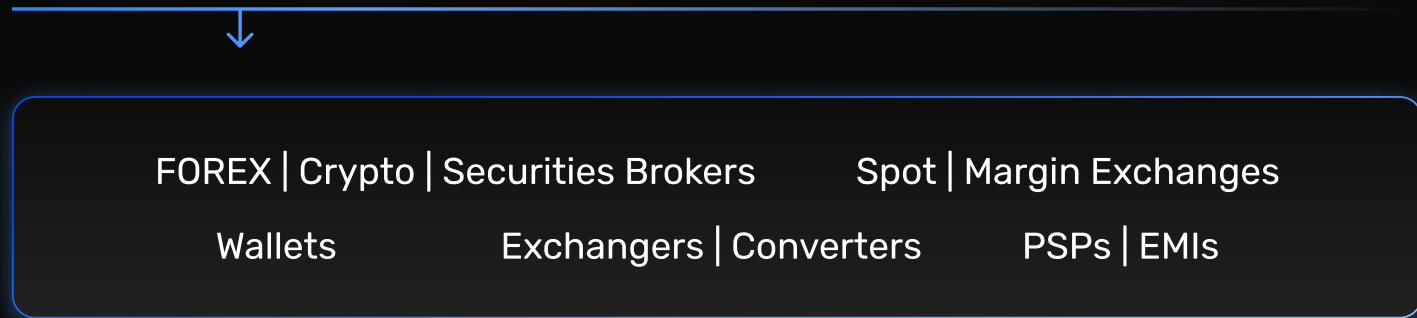 FOREX | Crypto | Securities Brokers Spot | Margin Exchanges
Wallets Exchangers | Converters PSPs | EMIs